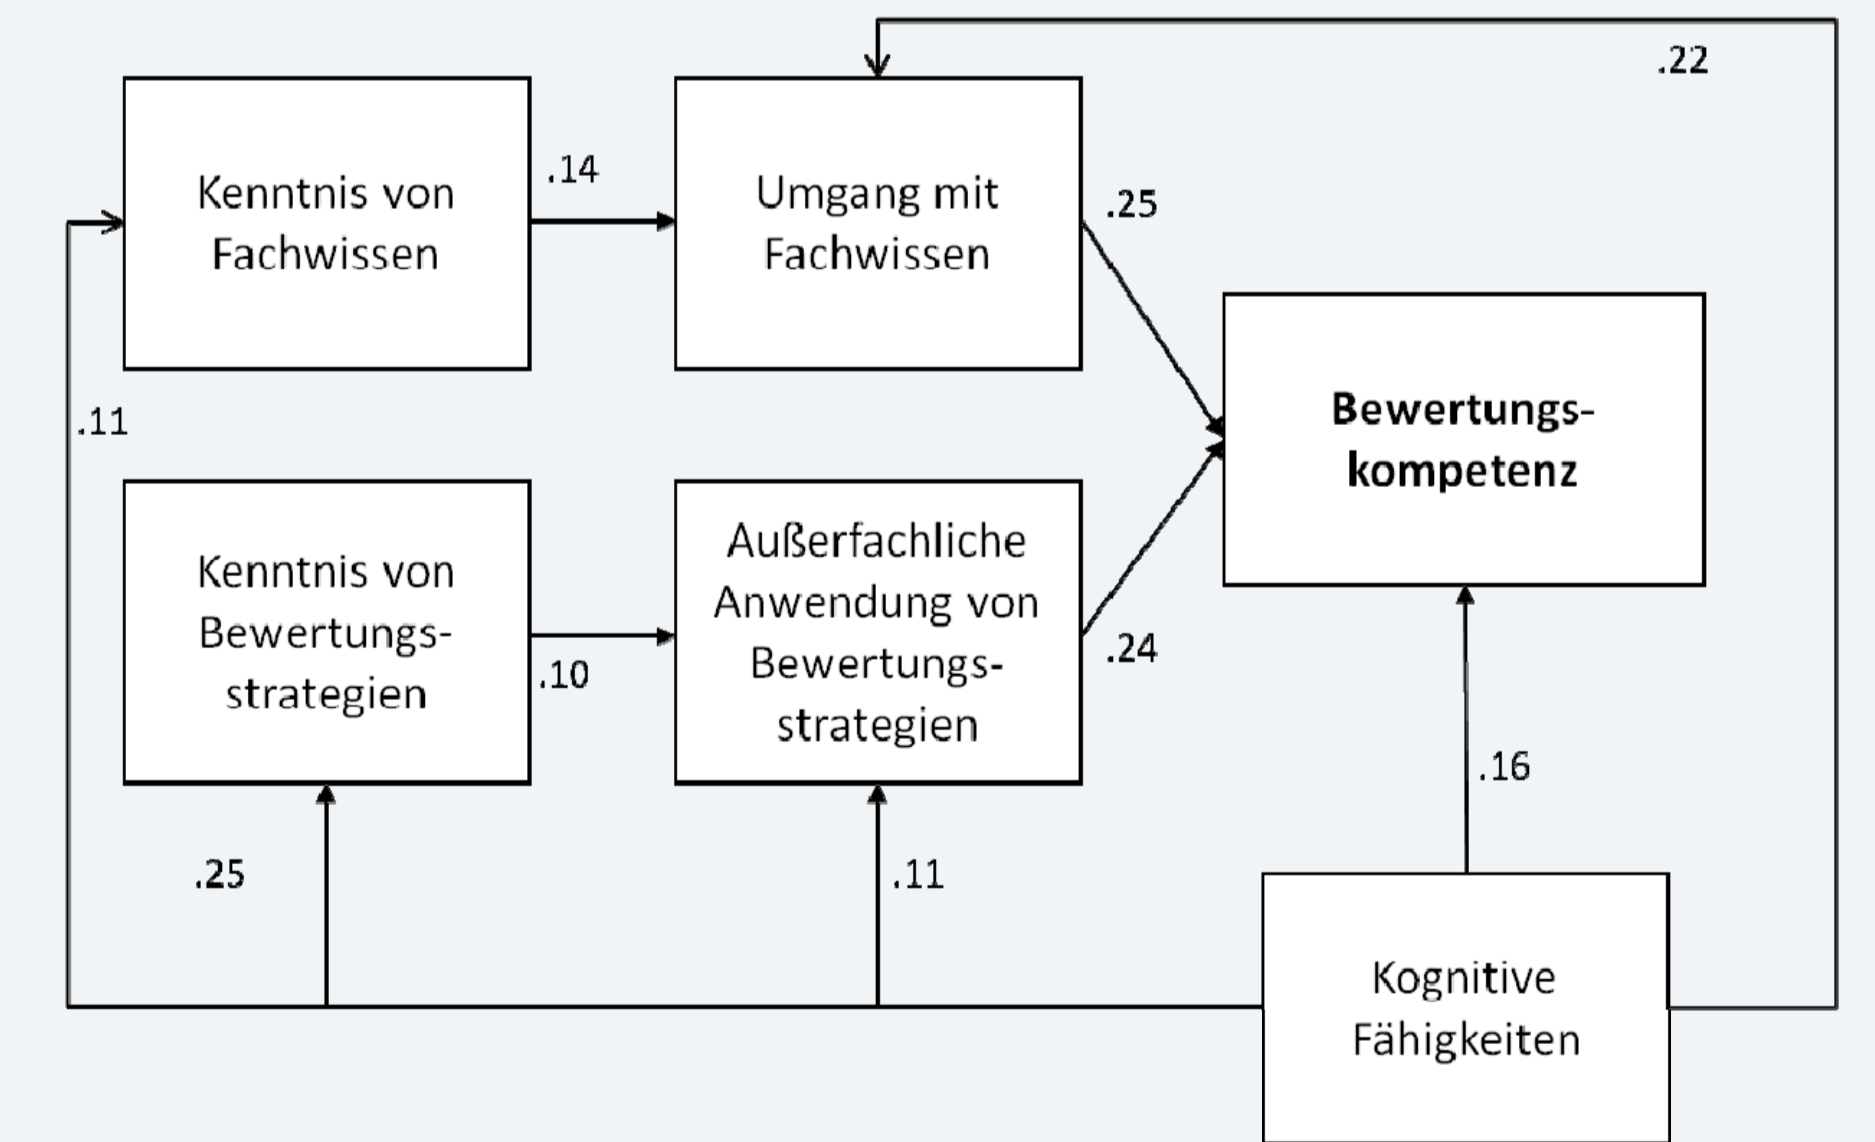 .22
Kenntnis von
Fachwissen
.14
Umgang mit
Fachwissen
.25
Bewertungs-
kompetenz
.11
Kenntnis von
Bewertungs-
strategien
.10
Außerfachliche
Anwendung von
Bewertungs-
strategien
.24
.16
.25
.11
Kognitive
Fähigkeiten